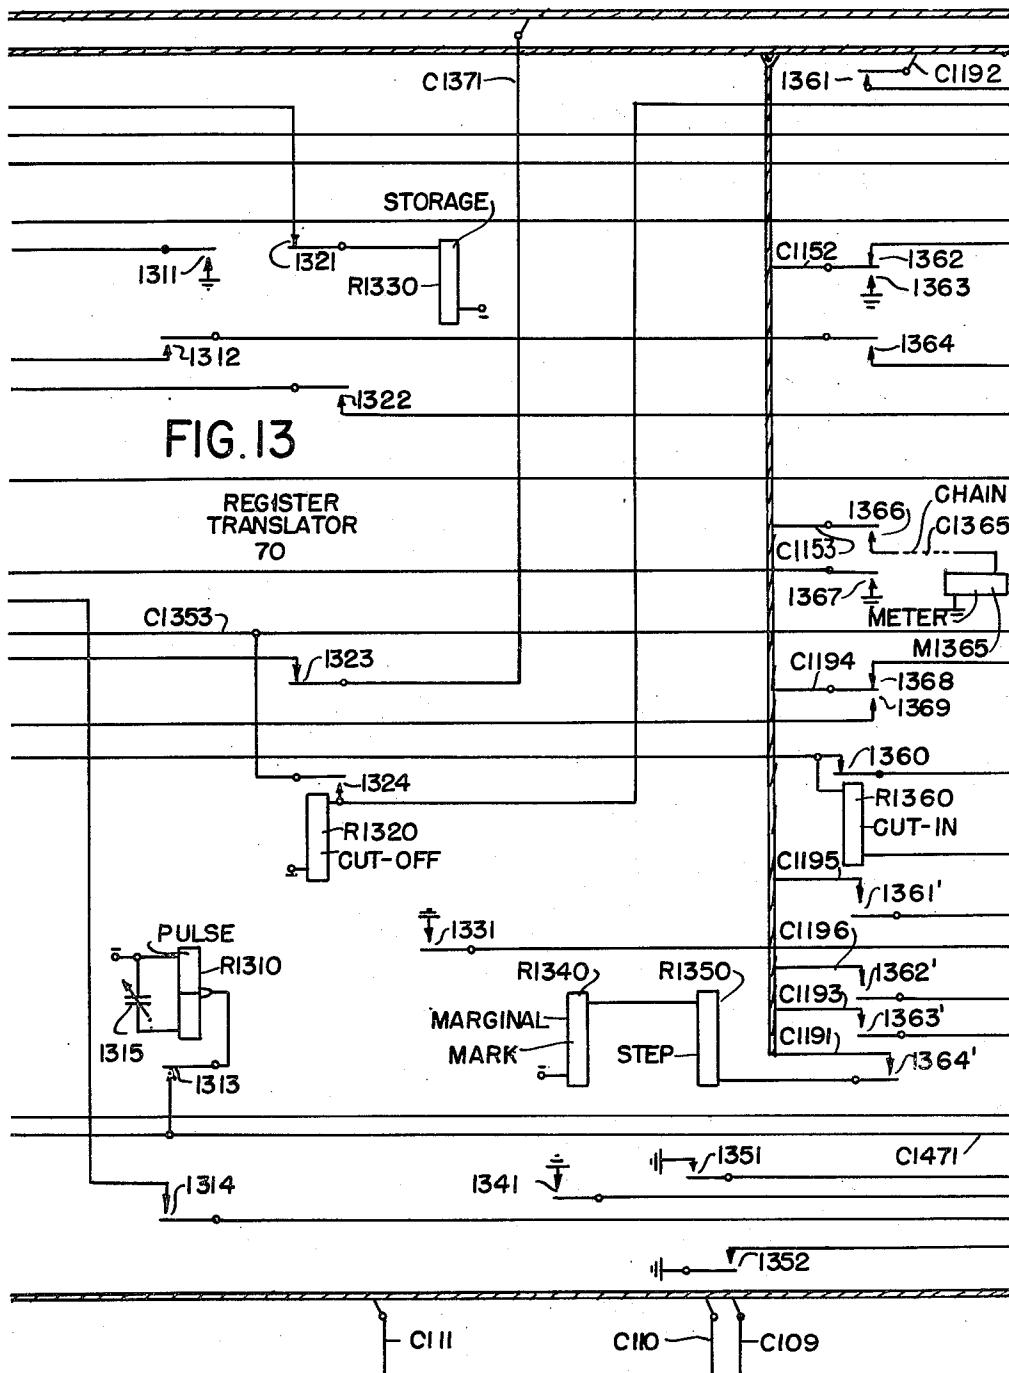 C1371
1361
C1192
STORAGE
1311
1321
R1330
C1152
1362
1363
1312
1364
1322
FIG. 13
REGISTER
TRANSLATOR
70
CHAIN
1366
C1365
C1153
1367
METER
M1365
C1353
1323
C1194
1368
1369
1324
1360
R1320
CUT-OFF
R1360
CUT-IN
C1195
1361'
PULSE
R1310
1331
C1196
1362'
R1340
R1350
C1193
1363'
MARGINAL
MARK
STEP
C1191
1364'
1315
1313
C1471
1314
1341
1351
1352
C111
C110
C109